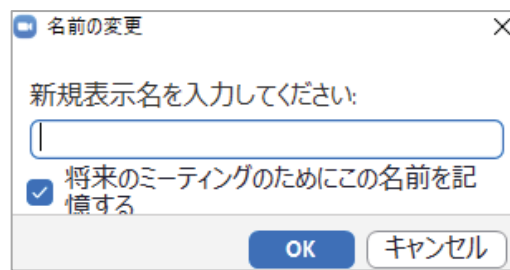 名前の変更
新規表示名を入力してください:
将来のミーティングのためにこの名前を記
憶する
OK
キャンセル